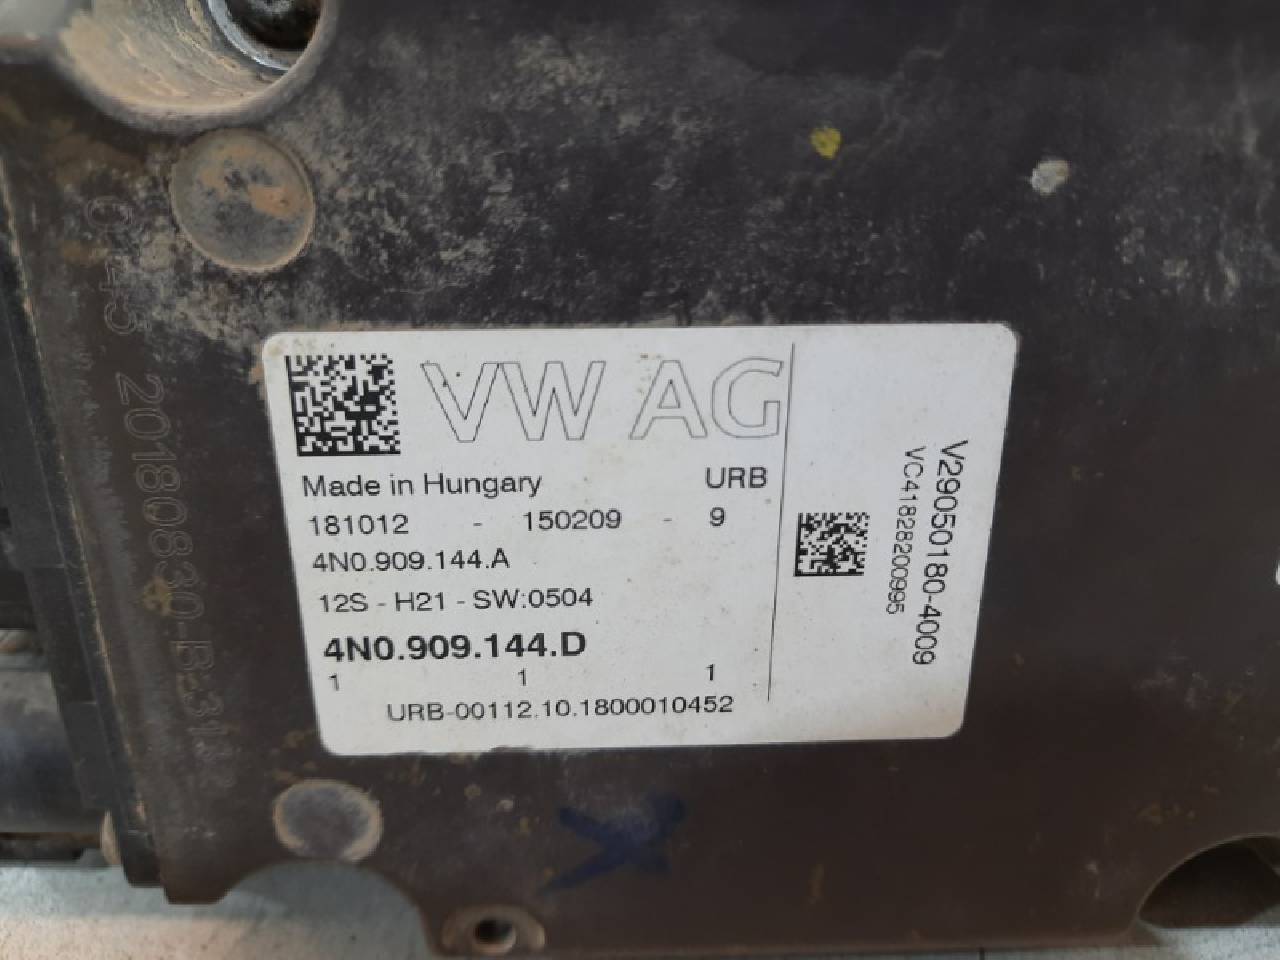 VW AG
Made in Hungary URB
181012 - 150209 - 9
4N0.909.144.A
12S - H21 - SW:0504
4N0.909.144.D
1 1 1
URB-00112.10.1800010452
V29050180-4009
VC41828200995
20180830-B